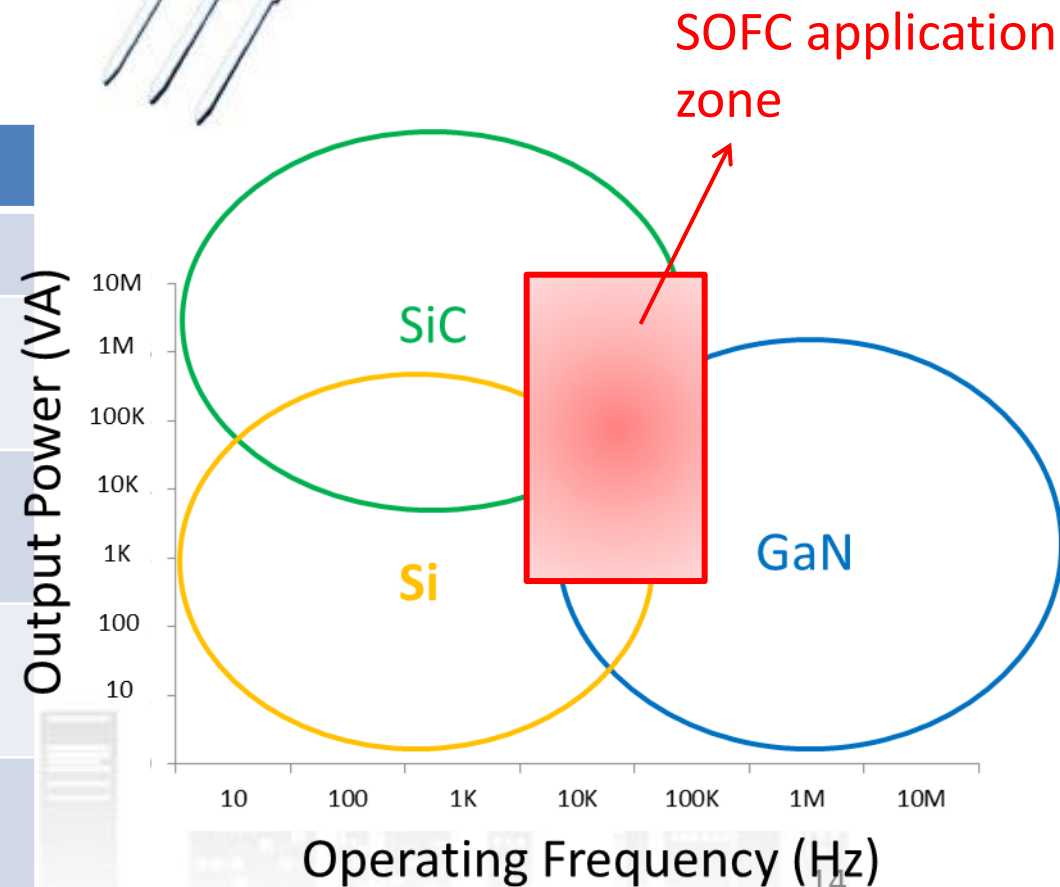 SOFC application
zone
Output Power (VA)
10M
1M
100K
10K
1K
100
10
SiC
Si
GaN
10
100
1K
10K
100K
1M
10M
Operating Frequency (Hz)
14